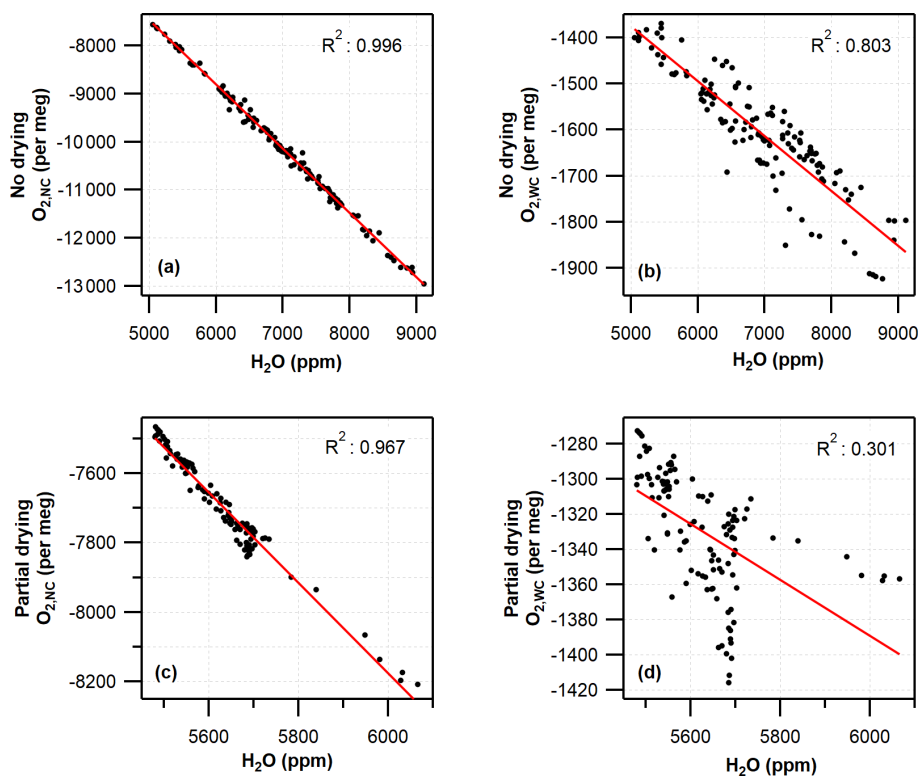 No drying
O2,NC (per meg)
-8000
-9000
-10000
-11000
-12000
-13000
R2 : 0.996
(a)
5000 6000 7000 8000 9000
H2O (ppm)
No drying
O2,WC (per meg)
-1400
-1500
-1600
-1700
-1800
-1900
R2 : 0.803
(b)
5000 6000 7000 8000 9000
H2O (ppm)
Partial drying
O2,NC (per meg)
-7600
-7800
-8000
-8200
R2 : 0.967
(c)
5600 5800 6000
H2O (ppm)
Partial drying
O2,WC (per meg)
-1280
-1300
-1320
-1340
-1360
-1380
-1400
-1420
R2 : 0.301
(d)
5600 5800 6000
H2O (ppm)